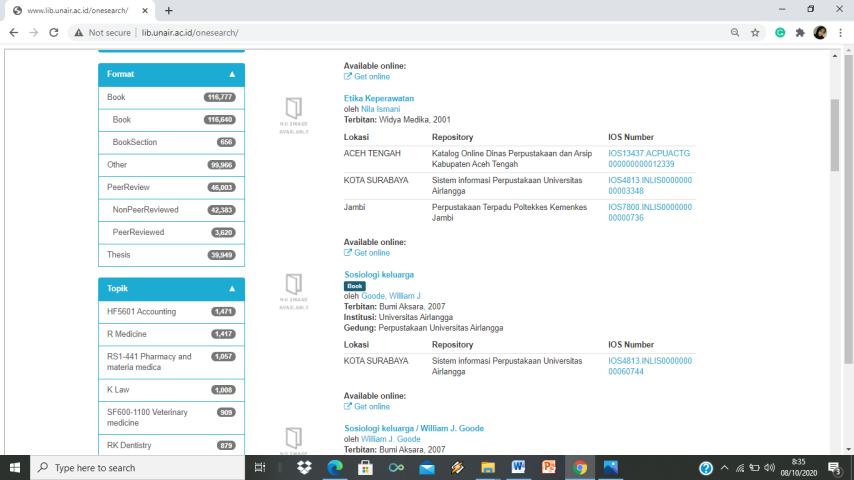 www.lib.unair.ac.id/onesearch/
Not secure | lib.unair.ac.id/onesearch/
Format
Book 116,777
Book 116,640
BookSection 656
Other 99,966
PeerReview 46,003
NonPeerReviewed 42,383
PeerReviewed 3,620
Thesis 39,949
Topik
HF5601 Accounting 1,471
R Medicine 1,417
RS1-441 Pharmacy and 1,057
materia medica
K Law 1,008
SF600-1100 Veterinary 909
medicine
RK Dentistry 879
Available online:
Get online
NO IMAGE
AVAILABLE
Etika Keperawatan
oleh Nila Ismani
Terbitan: Widya Medika, 2001
Lokasi Repository IOS Number
ACEH TENGAH Katalog Online Dinas Perpustakaan dan Arsip IOS13437.ACPUACTG
Kabupaten Aceh Tengah 000000000012339
KOTA SURABAYA Sistem informasi Perpustakaan Universitas IOS4813.INLIS0000000
Airlangga 00003348
Jambi Perpustakaan Terpadu Poltekkes Kemenkes IOS7800.INLIS0000000
Jambi 00000736
Available online:
Get online
NO IMAGE
AVAILABLE
Sosiologi keluarga
Book
oleh Goode, William J.
Terbitan: Bumi Aksara, 2007
Institusi: Universitas Airlangga
Gedung: Perpustakaan Universitas Airlangga
Lokasi Repository IOS Number
KOTA SURABAYA Sistem informasi Perpustakaan Universitas IOS4813.INLIS0000000
Airlangga 00060744
Available online:
Get online
Sosiologi keluarga / William J. Goode
oleh William J. Goode
Terbitan: Bumi Aksara, 2007
Type here to search
8:35
08/10/2020
3